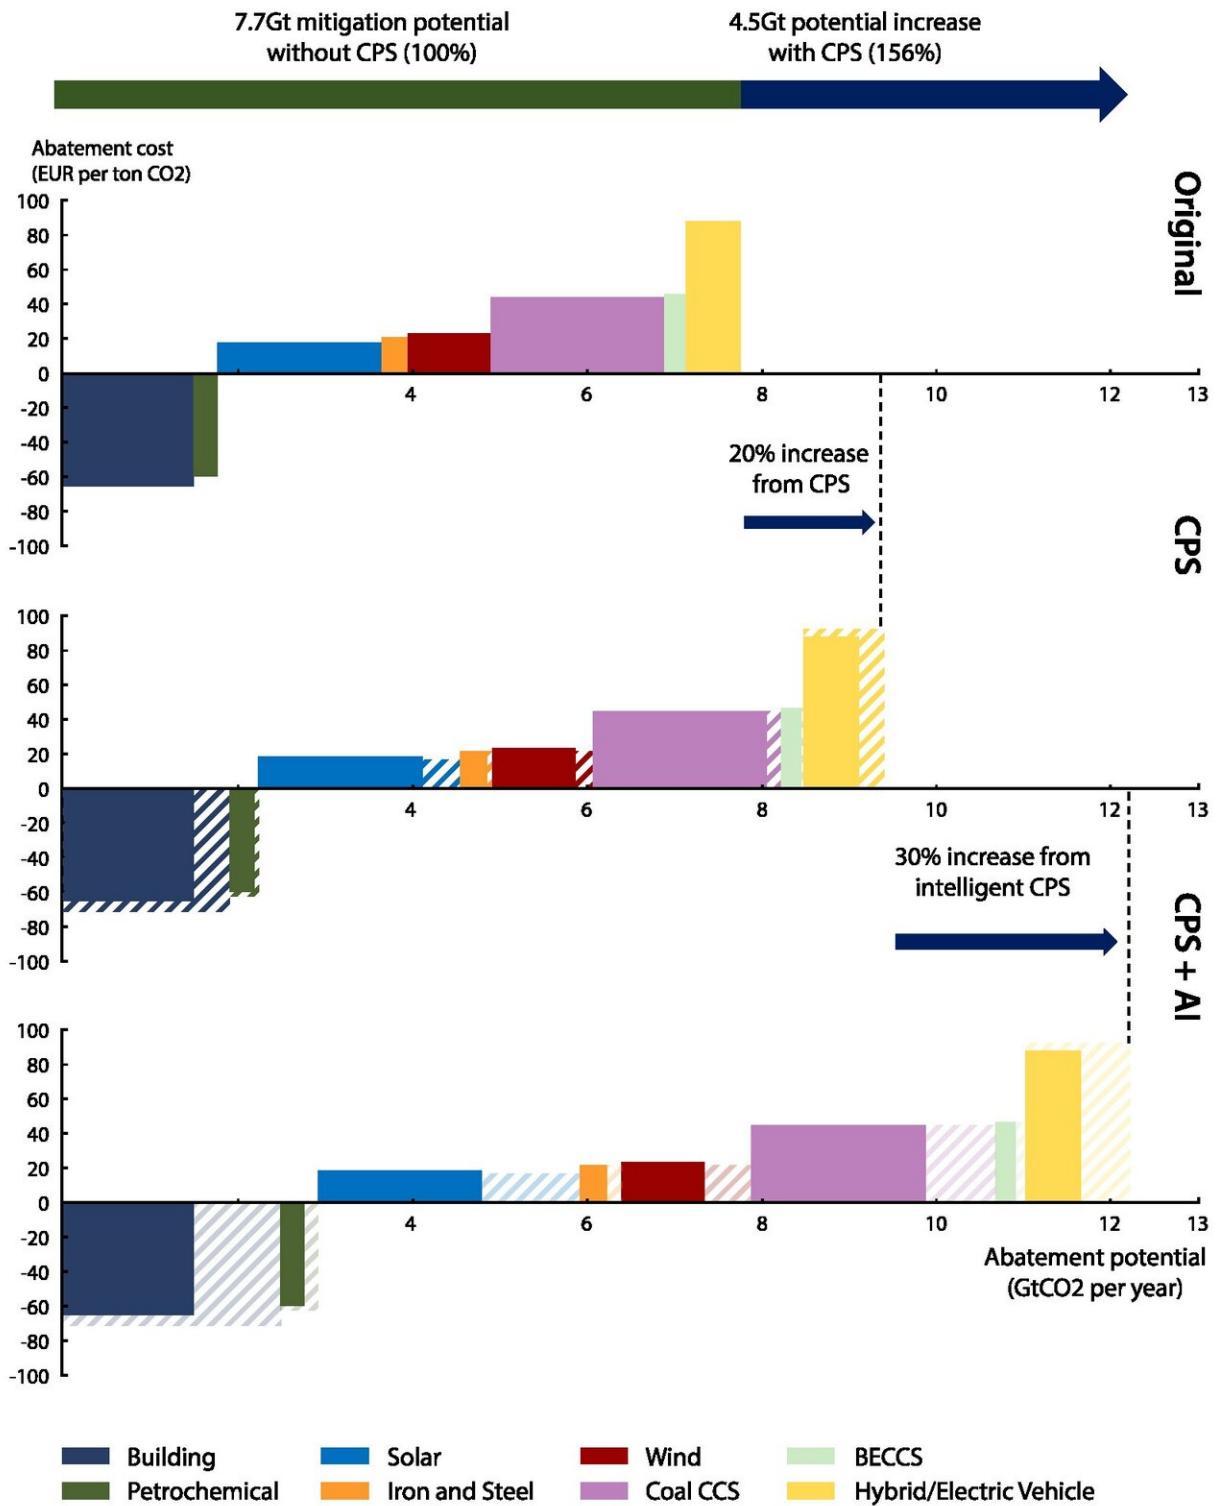 7.7Gt mitigation potential
without CPS (100%)
4.5Gt potential increase
with CPS (156%)
Abatement cost
(EUR per ton CO2)
Original
100
80
60
40
20
0
-20
-40
-60
-80
-100
4
6
8
10
12
13
20% increase
from CPS
CPS
100
80
60
40
20
0
-20
-40
-60
-80
-100
4
6
8
10
12
13
30% increase from
intelligent CPS
CPS + AI
100
80
60
40
20
0
-20
-40
-60
-80
-100
4
6
8
10
12
13
Abatement potential
(GtCO2 per year)
Building
Solar
Wind
BECCS
Petrochemical
Iron and Steel
Coal CCS
Hybrid/Electric Vehicle